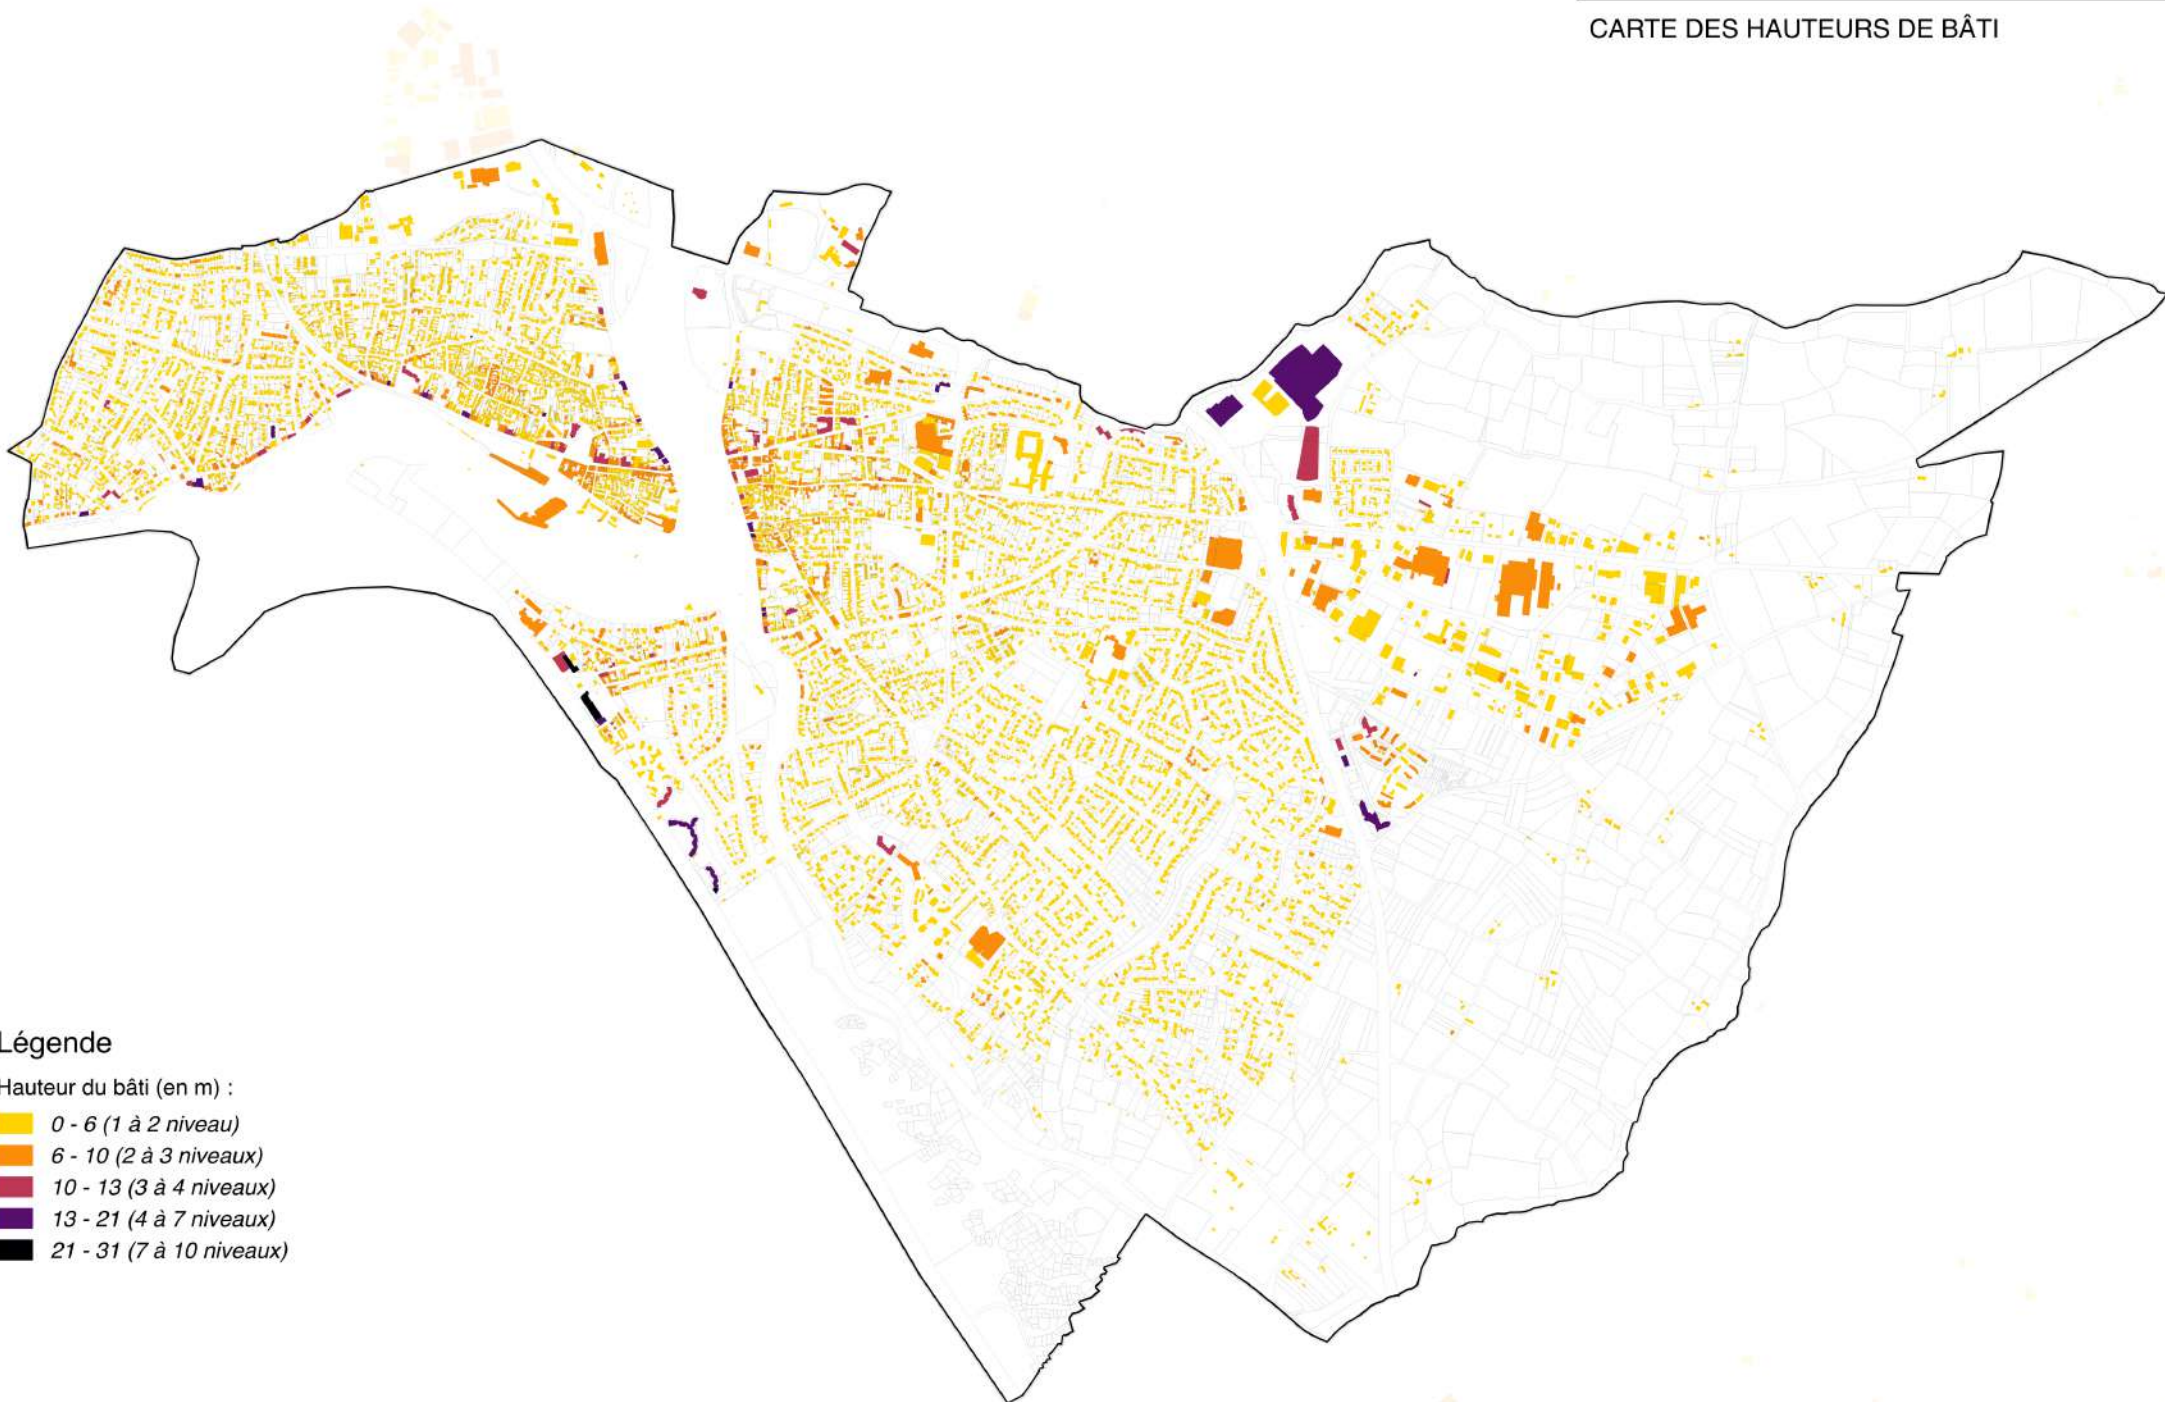 CARTE DES HAUTEURS DE BÂTI
Légende
Hauteur du bâti (en m) :
0 - 6 (1 à 2 niveau)
6 - 10 (2 à 3 niveaux)
10 - 13 (3 à 4 niveaux)
13 - 21 (4 à 7 niveaux)
21 - 31 (7 à 10 niveaux)